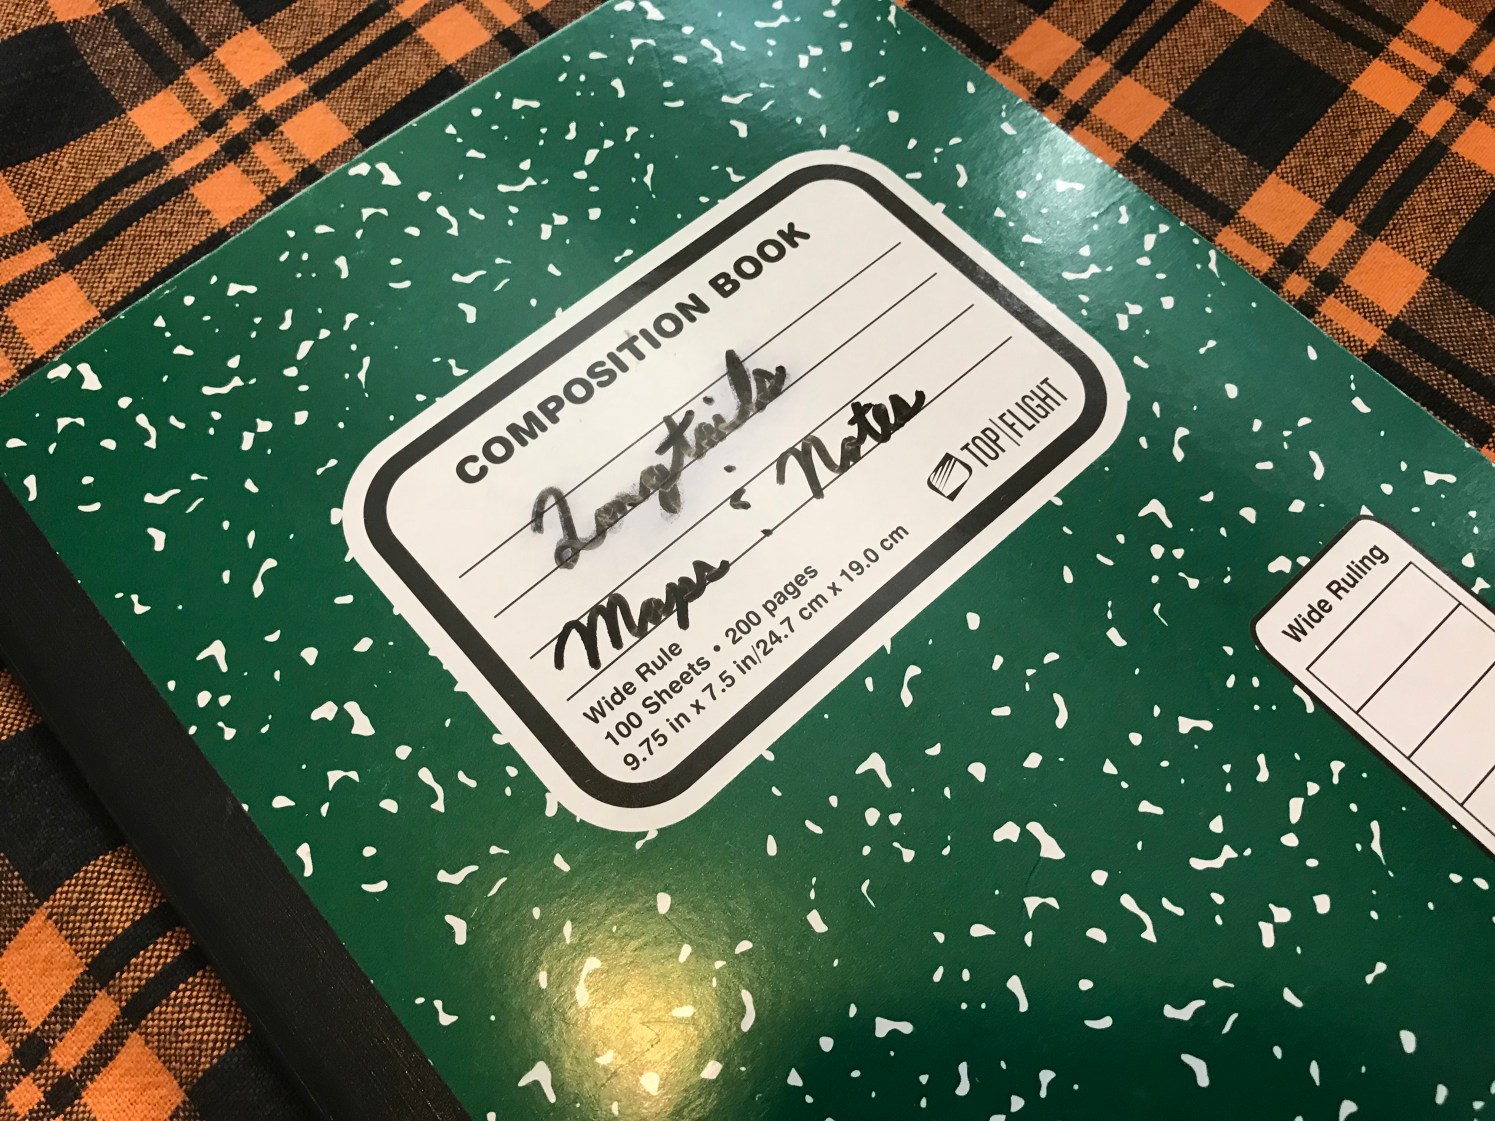 COMPOSITION BOOK
Longtails
Maps & Notes
TOP|FLIGHT
Wide Rule
100 Sheets • 200 pages
9.75 in x 7.5 in/24.7 cm x 19.0 cm
Wide Ruling